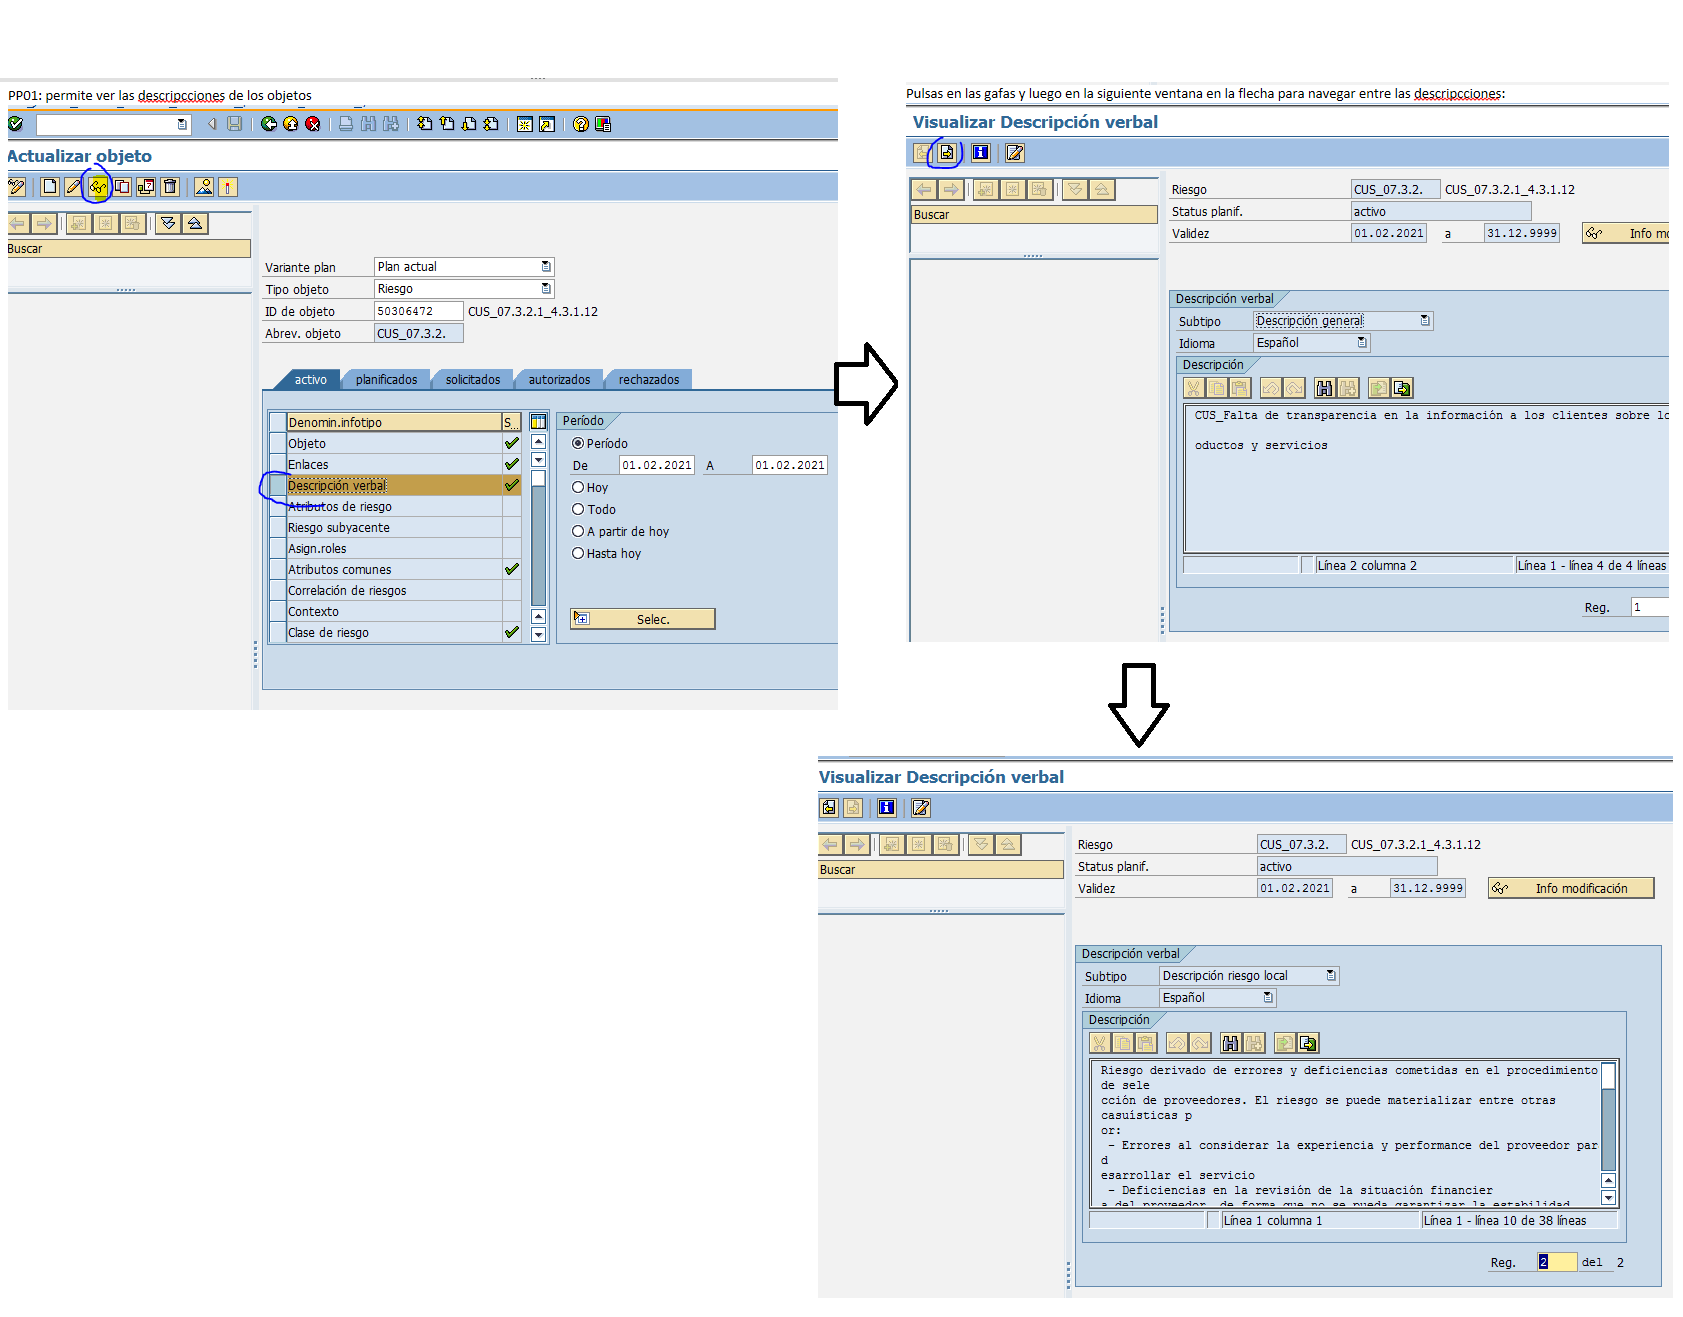 PP01: permite ver las descripcciones de los objetos
Actualizar objeto
Buscar
Variante plan Plan actual
Tipo objeto Riesgo
ID de objeto 50306472 CUS_07.3.2.1_4.3.1.12
Abrev. objeto CUS_07.3.2.
activo planificados solicitados autorizados rechazados
Denomin.infotipo S...
Objeto
Enlaces
Descripción verbal
Atributos de riesgo
Riesgo subyacente
Asign.roles
Atributos comunes
Correlación de riesgos
Contexto
Clase de riesgo
Período
Período
De 01.02.2021 A 01.02.2021
Hoy
Todo
A partir de hoy
Hasta hoy
Selec.
Pulsas en las gafas y luego en la siguiente ventana en la flecha para navegar entre las descripcciones:
Visualizar Descripción verbal
Buscar
Riesgo CUS_07.3.2. CUS_07.3.2.1_4.3.1.12
Status planif. activo
Validez 01.02.2021 a 31.12.9999 Info mo
Descripción verbal
Subtipo Descripción general
Idioma Español
Descripción
CUS_Falta de transparencia en la información a los clientes sobre lo
oductos y servicios
Línea 2 columna 2 Línea 1 - línea 4 de 4 líneas
Reg. 1
Visualizar Descripción verbal
Buscar
Riesgo CUS_07.3.2. CUS_07.3.2.1_4.3.1.12
Status planif. activo
Validez 01.02.2021 a 31.12.9999 Info modificación
Descripción verbal
Subtipo Descripción riesgo local
Idioma Español
Descripción
Riesgo derivado de errores y deficiencias cometidas en el procedimiento
de sele
cción de proveedores. El riesgo se puede materializar entre otras
casuísticas p
or:
- Errores al considerar la experiencia y performance del proveedor par
d
esarrollar el servicio
- Deficiencias en la revisión de la situación financier
a del proveedor, de forma que no se pueda garantizar la estabilidad
Línea 1 columna 1 Línea 1 - línea 10 de 38 líneas
Reg. 2 del 2